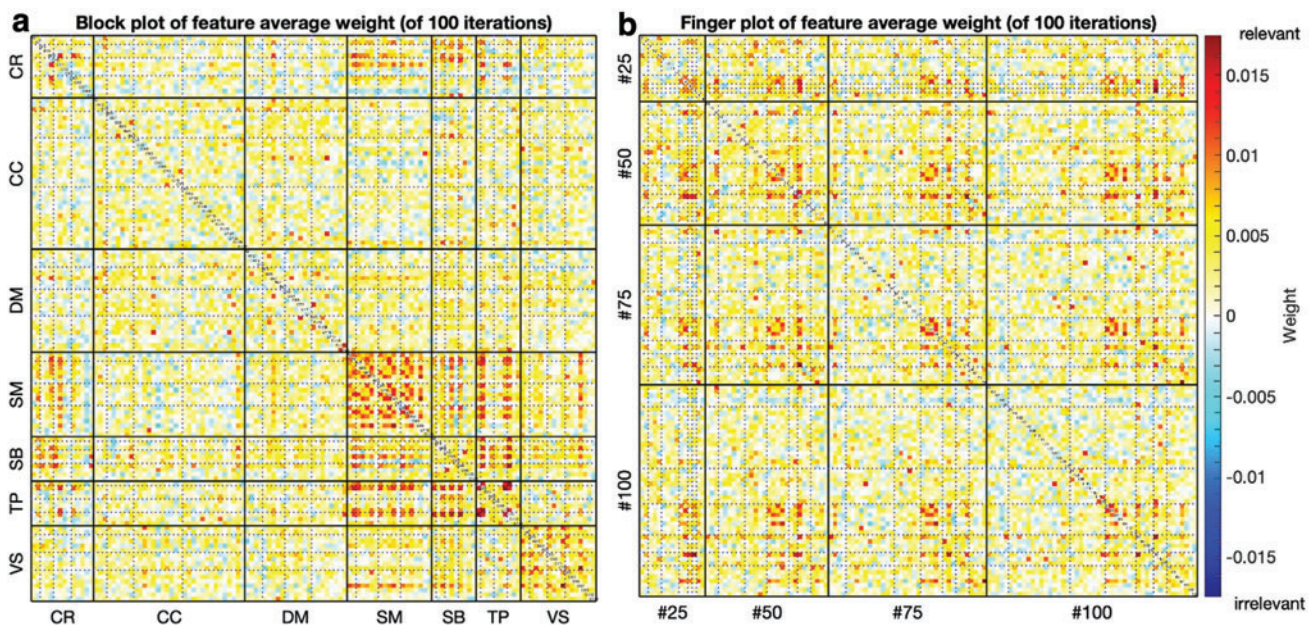 a
Block plot of feature average weight (of 100 iterations)
CR
CC
DM
SM
SB
TP
VS
CR CC DM SM SB TP VS
b
Finger plot of feature average weight (of 100 iterations)
#25
#50
#75
#100
#25 #50 #75 #100
relevant
0.015
0.01
0.005
0
-0.005
-0.01
-0.015
irrelevant
Weight